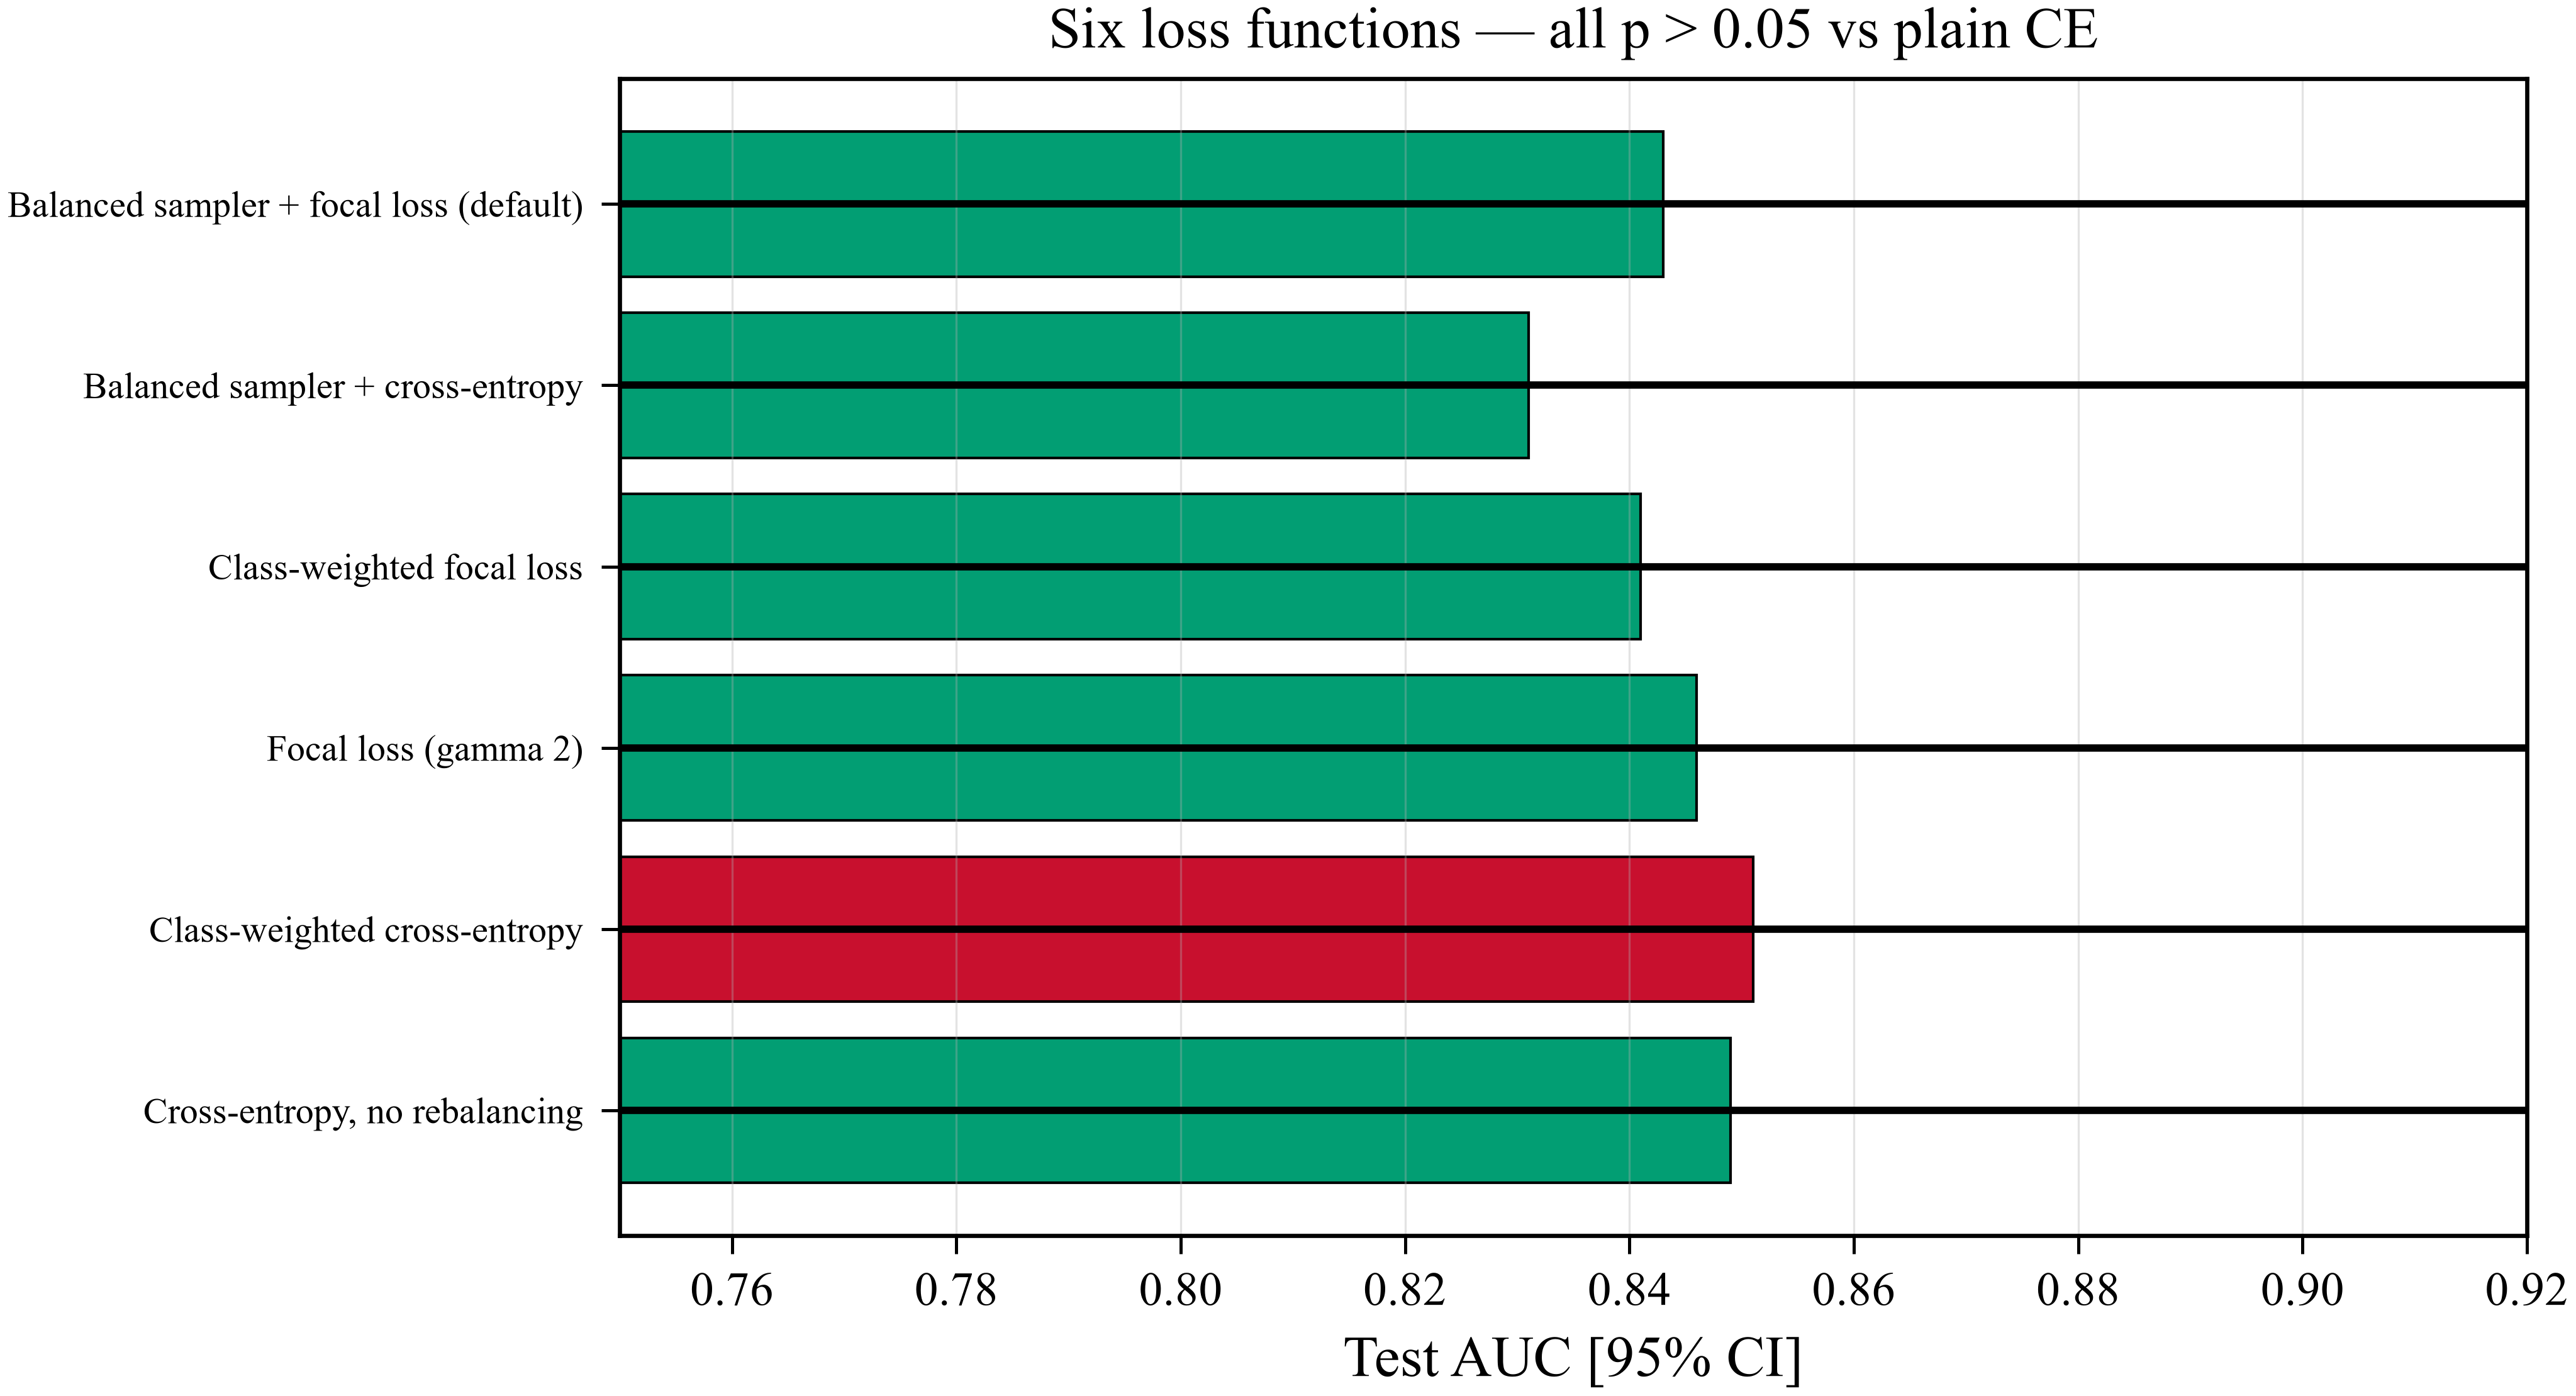 Six loss functions — all p > 0.05 vs plain CE
Balanced sampler + focal loss (default)
Balanced sampler + cross-entropy
Class-weighted focal loss
Focal loss (gamma 2)
Class-weighted cross-entropy
Cross-entropy, no rebalancing
0.76 0.78 0.80 0.82 0.84 0.86 0.88 0.90 0.92
Test AUC [95% CI]